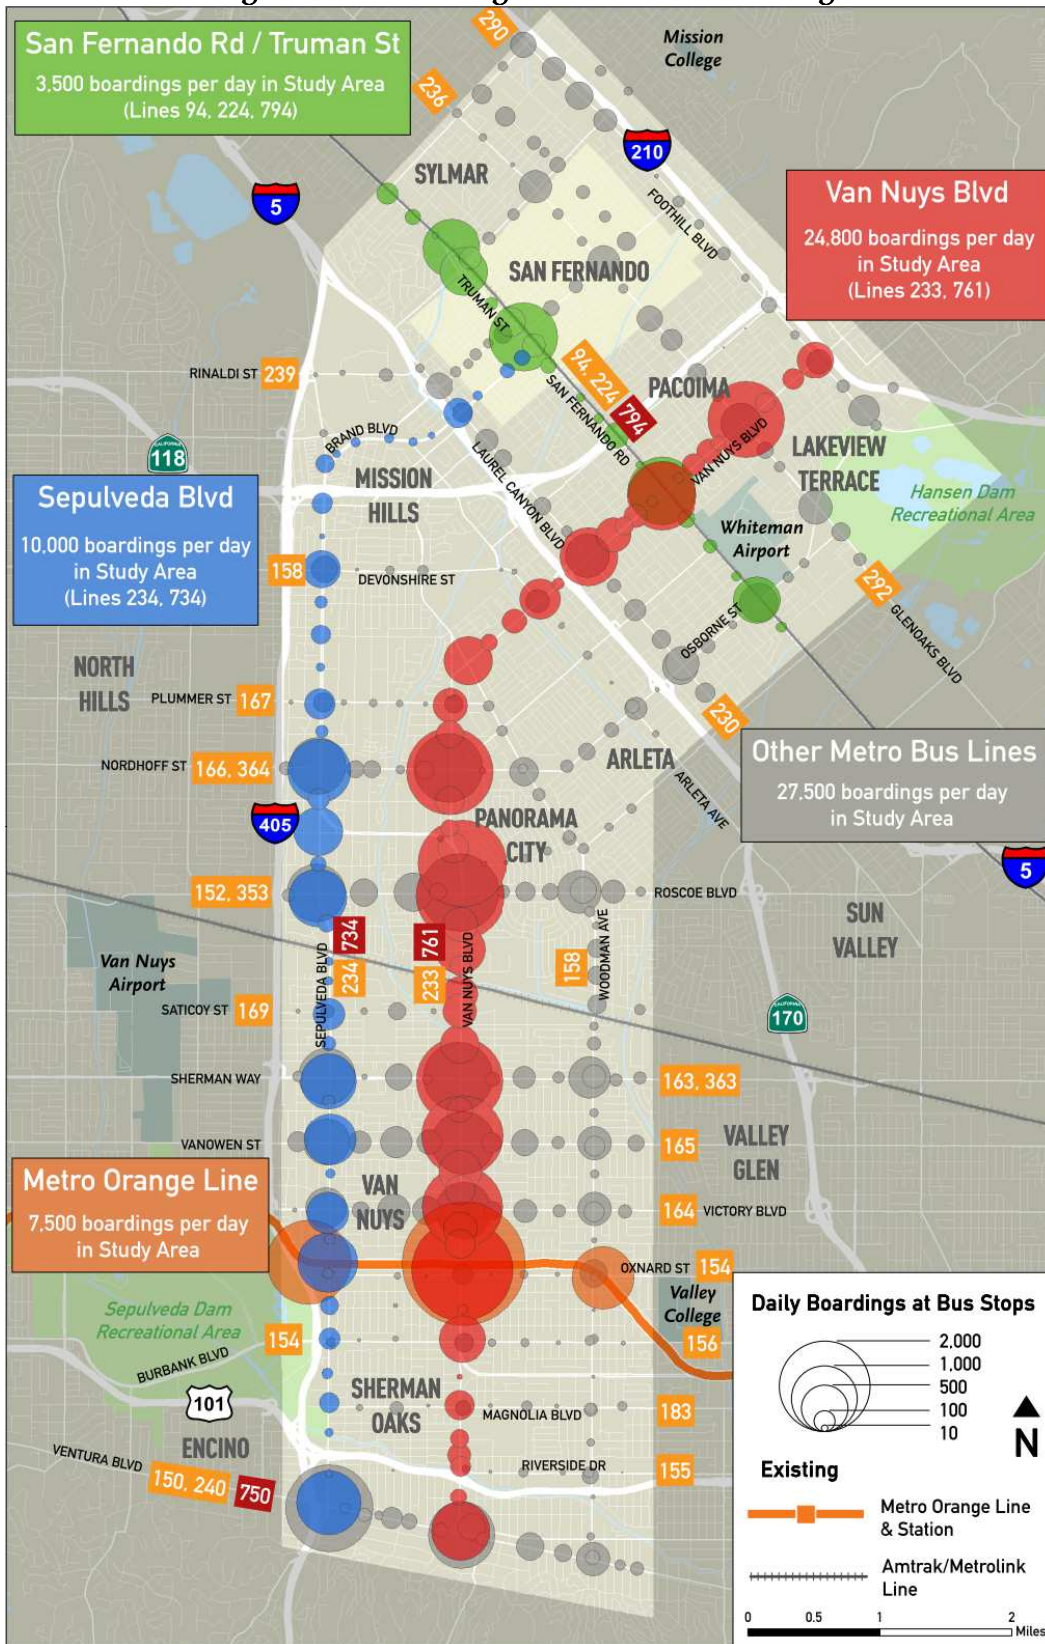 290
Mission
College
San Fernando Rd / Truman St
3,500 boardings per day in Study Area
(Lines 94, 224, 794)
236
210
SYLMAR
5
FOOTHILL BLVD
Van Nuys Blvd
24,800 boardings per day
in Study Area
(Lines 233, 761)
SAN FERNANDO
TRUMAN ST
RINALDI ST 239
94, 224
794
SAN FERNANDO RD
PACOIMA
BRAND BLVD
CALIFORNIA
118
LAUREL CANYON BLVD
VAN NUYS BLVD
LAKEVIEW
TERRACE
MISSION
HILLS
Hansen Dam
Recreational Area
Sepulveda Blvd
10,000 boardings per day
in Study Area
(Lines 234, 734)
Whiteman
Airport
158
DEVONSHIRE ST
292
GLENOAKS BLVD
OSBORNE ST
NORTH
HILLS
PLUMMER ST 167
230
ARLETA
ARLETA AVE
Other Metro Bus Lines
27,500 boardings per day
in Study Area
NORDHOFF ST 166, 364
405
PANORAMA
CITY
5
152, 353
ROSCOE BLVD
SUN
VALLEY
734
234
SEPULVEDA BLVD
761
233
VAN NUYS BLVD
158
WOODMAN AVE
Van Nuys
Airport
SATICOY ST 169
CALIFORNIA
170
SHERMAN WAY
163, 363
VANOWEN ST
165
VALLEY
GLEN
Metro Orange Line
7,500 boardings per day
in Study Area
VAN
NUYS
164 VICTORY BLVD
OXNARD ST 154
Valley
College
Sepulveda Dam
Recreational Area
154
156
BURBANK BLVD
101
SHERMAN
OAKS
MAGNOLIA BLVD
183
ENCINO
VENTURA BLVD 150, 240 750
RIVERSIDE DR
155
Daily Boardings at Bus Stops
2,000
1,000
500
100
10
N
Existing
Metro Orange Line
& Station
Amtrak/Metrolink
Line
0 0.5 1 2
Miles